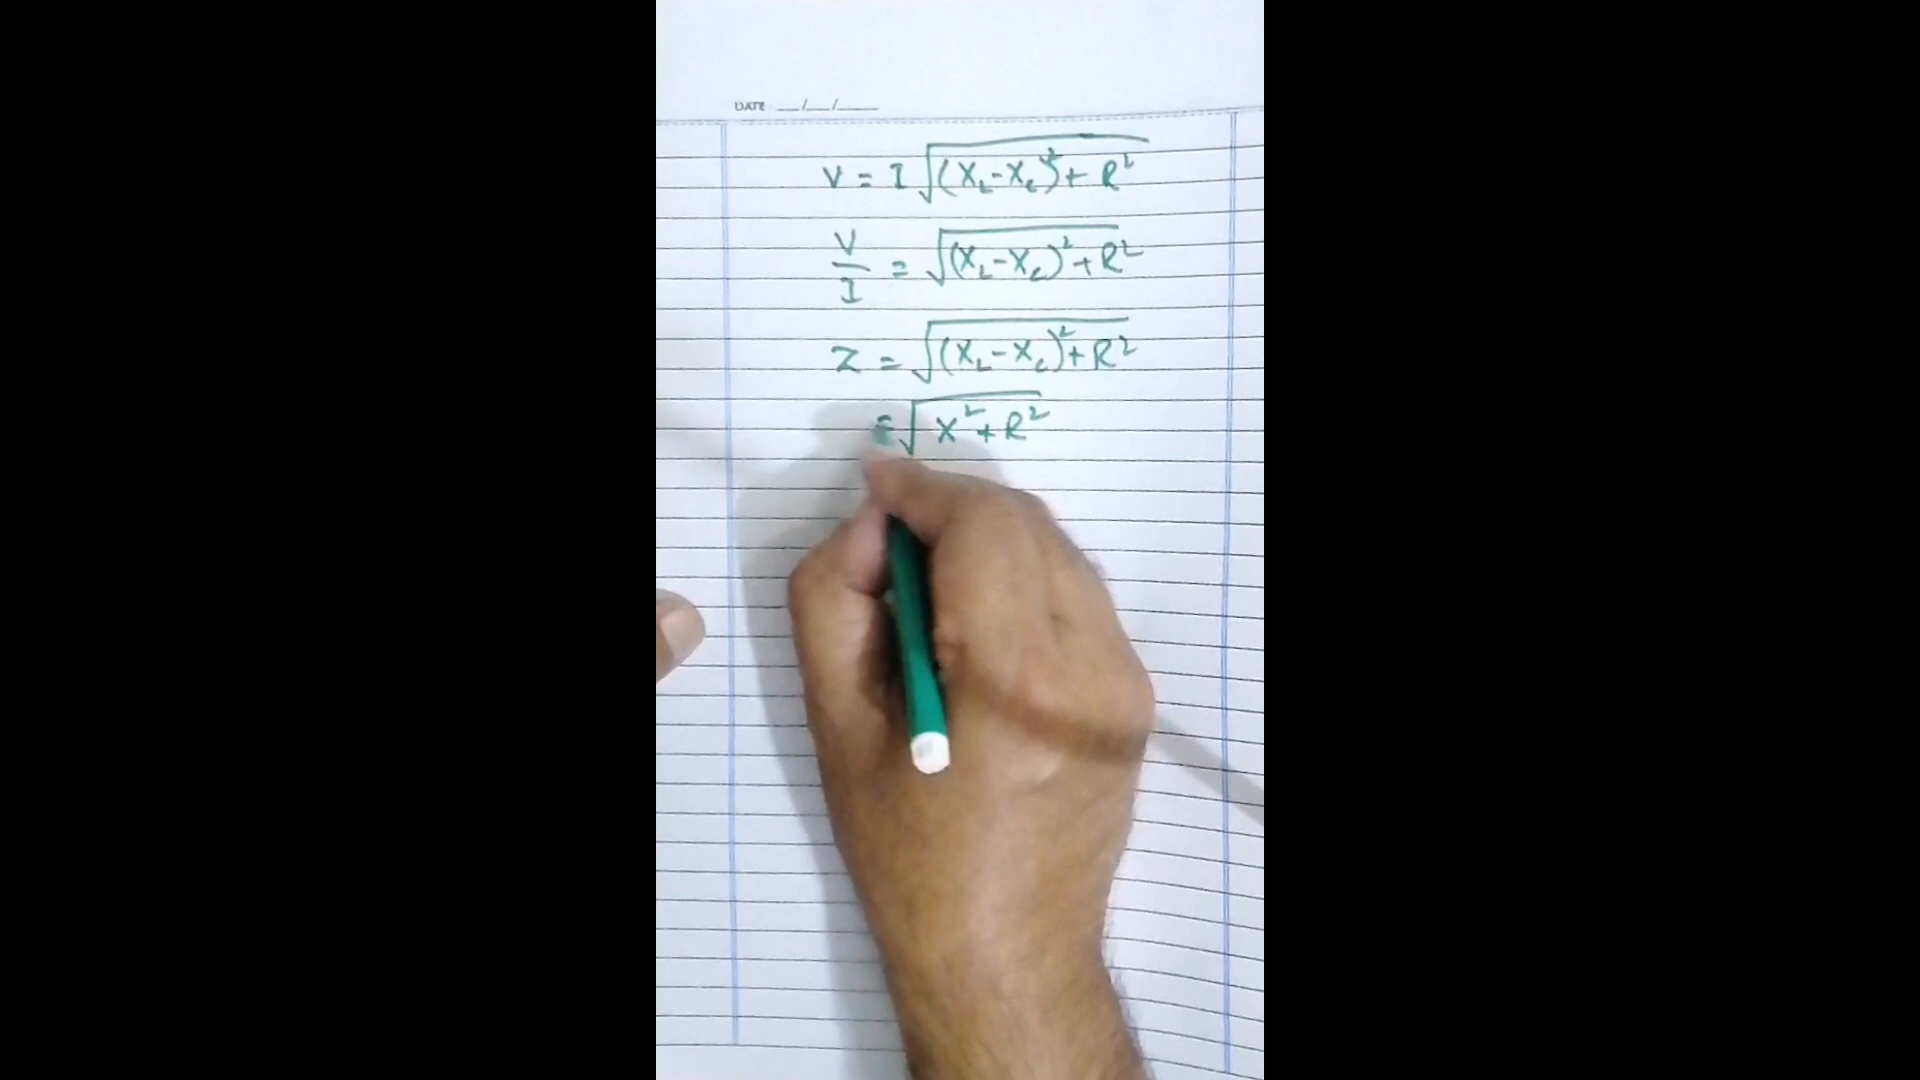 DATE __/__/____
V = I √((X_L - X_C)² + R²)
V/I = √((X_L - X_C)² + R²)
Z = √((X_L - X_C)² + R²)
= √(X² + R²)